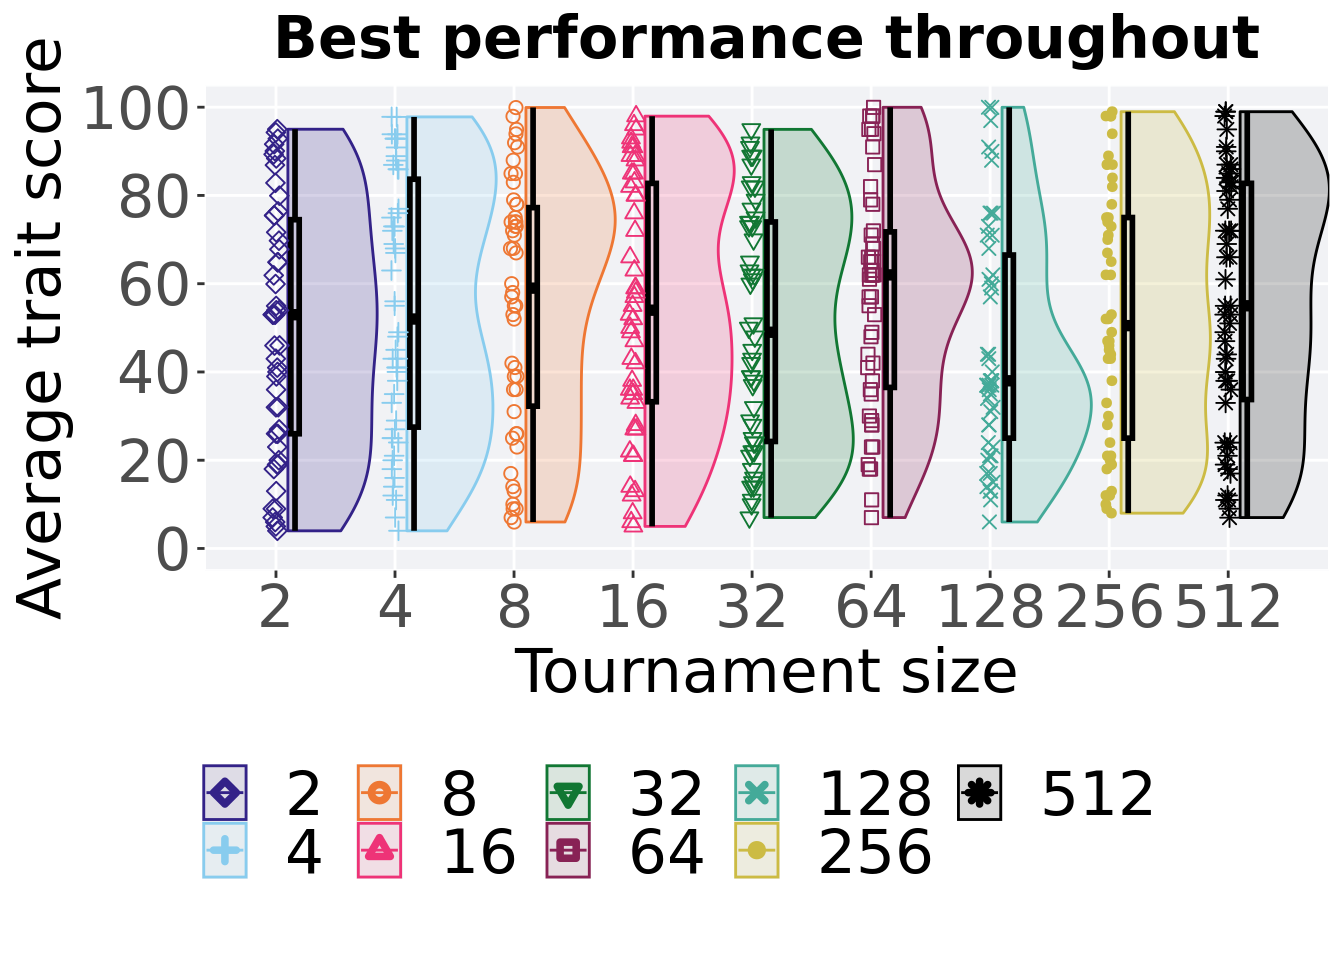 Best performance throughout
Average trait score
100
80
60
40
20
0
2 4 8 16 32 64 128 256 512
Tournament size
2 8 32 128 512
4 16 64 256